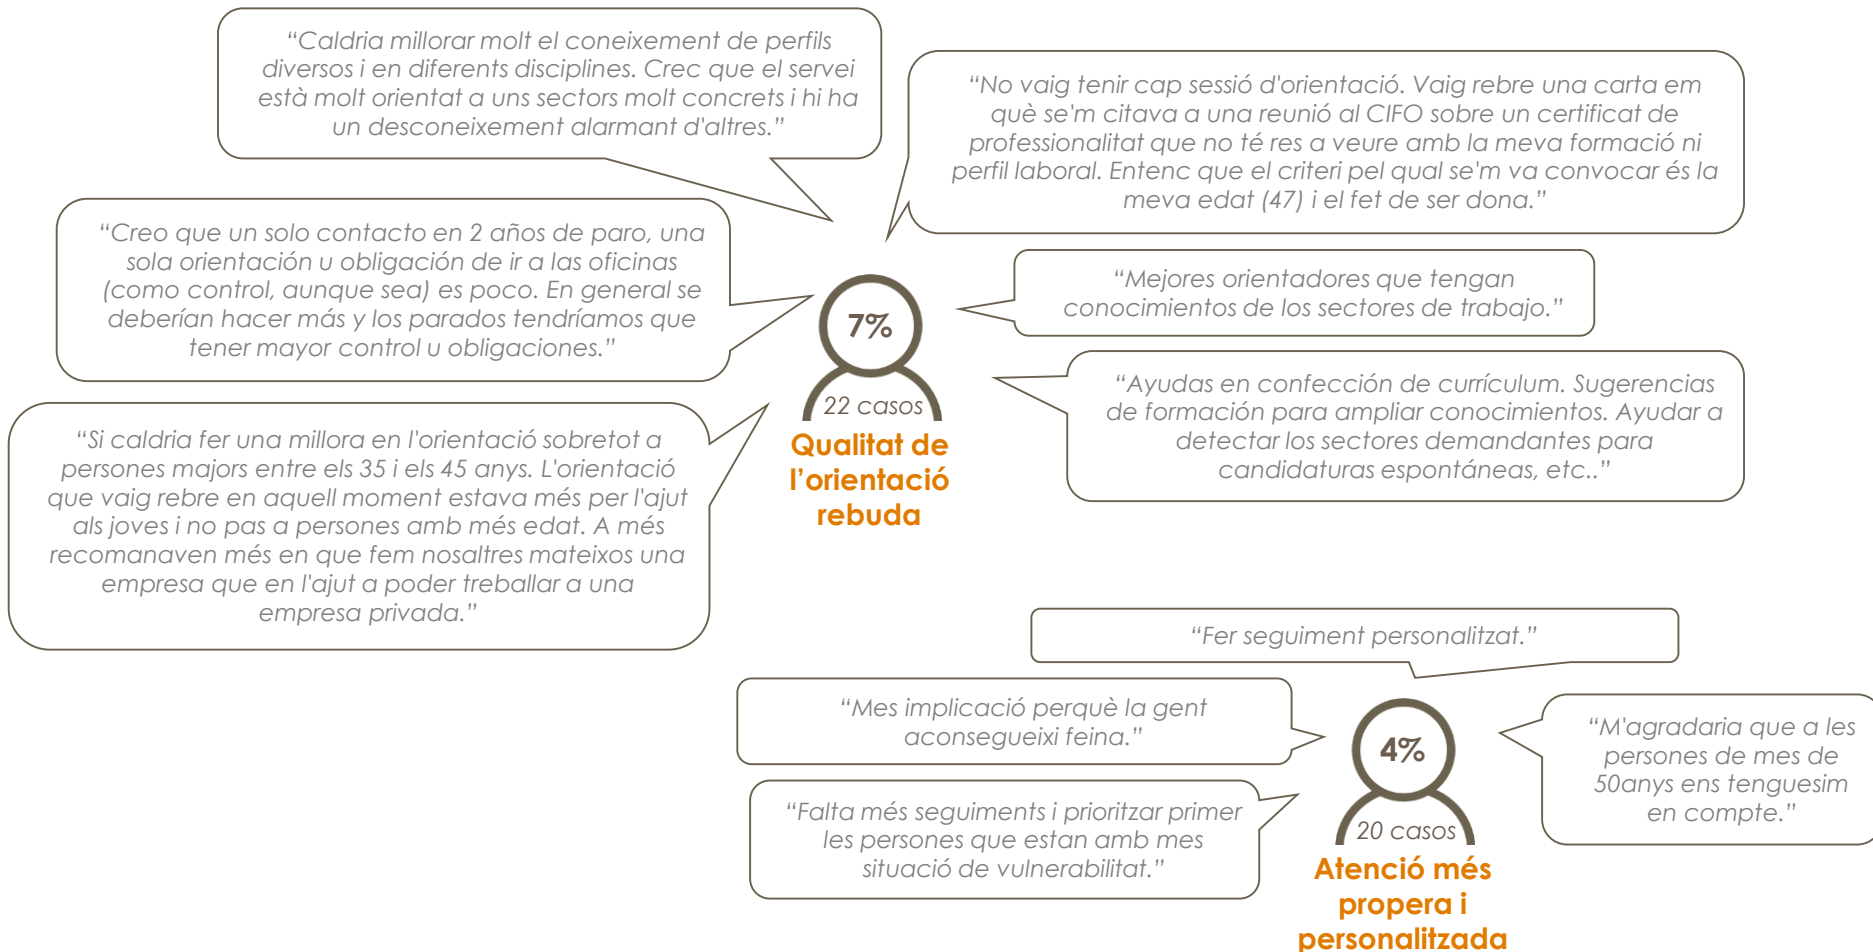 “Caldria millorar molt el coneixement de perfils
diversos i en diferents disciplines. Crec que el servei
està molt orientat a uns sectors molt concrets i hi ha
un desconeixement alarmant d'altres.”
“No vaig tenir cap sessió d'orientació. Vaig rebre una carta em
què se'm citava a una reunió al CIFO sobre un certificat de
professionalitat que no té res a veure amb la meva formació ni
perfil laboral. Entenc que el criteri pel qual se'm va convocar és la
meva edat (47) i el fet de ser dona.”
“Creo que un solo contacto en 2 años de paro, una
sola orientación u obligación de ir a las oficinas
(como control, aunque sea) es poco. En general se
deberían hacer más y los parados tendríamos que
tener mayor control u obligaciones.”
“Mejores orientadores que tengan
conocimientos de los sectores de trabajo.”
7%
22 casos
Qualitat de
l’orientació
rebuda
“Ayudas en confección de currículum. Sugerencias
de formación para ampliar conocimientos. Ayudar a
detectar los sectores demandantes para
candidaturas espontáneas, etc..”
“Si caldria fer una millora en l'orientació sobretot a
persones majors entre els 35 i els 45 anys. L'orientació
que vaig rebre en aquell moment estava més per l'ajut
als joves i no pas a persones amb més edat. A més
recomanaven més en que fem nosaltres mateixos una
empresa que en l'ajut a poder treballar a una
empresa privada.”
“Fer seguiment personalitzat.”
“Mes implicació perquè la gent
aconsegueixi feina.”
4%
20 casos
Atenció més
propera i
personalitzada
“M'agradaria que a les
persones de mes de
50anys ens tenguesim
en compte.”
“Falta més seguiments i prioritzar primer
les persones que estan amb mes
situació de vulnerabilitat.”